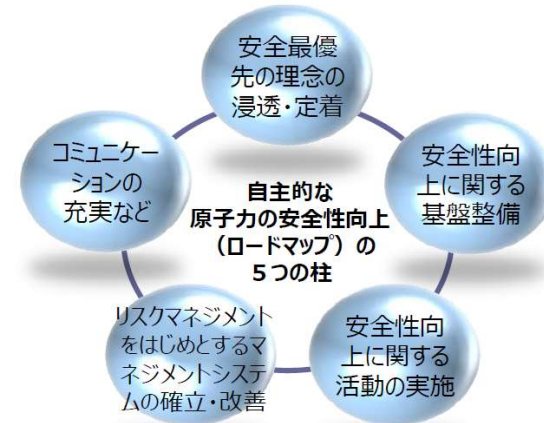 安全最優
先の理念の
浸透・定着
安全性向
上に関する
基盤整備
安全性向
上に関する
活動の実施
リスクマネジメント
をはじめとするマ
ネジメントシステ
ムの確立・改善
コミュニケー
ションの
充実など
自主的な
原子力の安全性向上
（ロードマップ）の
５つの柱